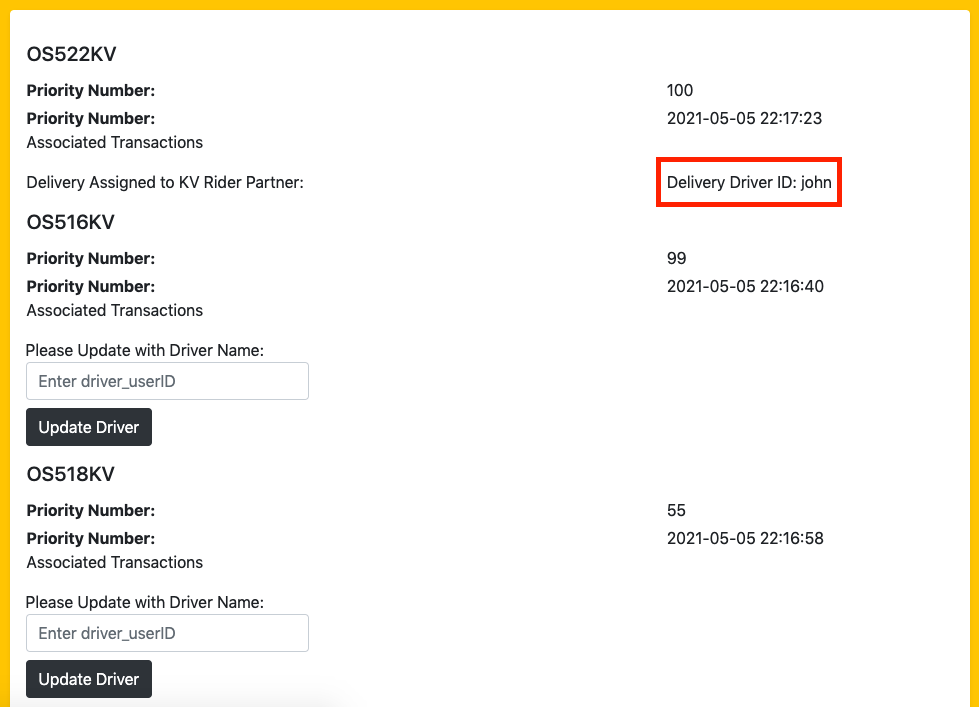 OS522KV
Priority Number: 100
Priority Number: 2021-05-05 22:17:23
Associated Transactions
Delivery Assigned to KV Rider Partner: Delivery Driver ID: john
OS516KV
Priority Number: 99
Priority Number: 2021-05-05 22:16:40
Associated Transactions
Please Update with Driver Name:
Enter driver_userID
Update Driver
OS518KV
Priority Number: 55
Priority Number: 2021-05-05 22:16:58
Associated Transactions
Please Update with Driver Name:
Enter driver_userID
Update Driver